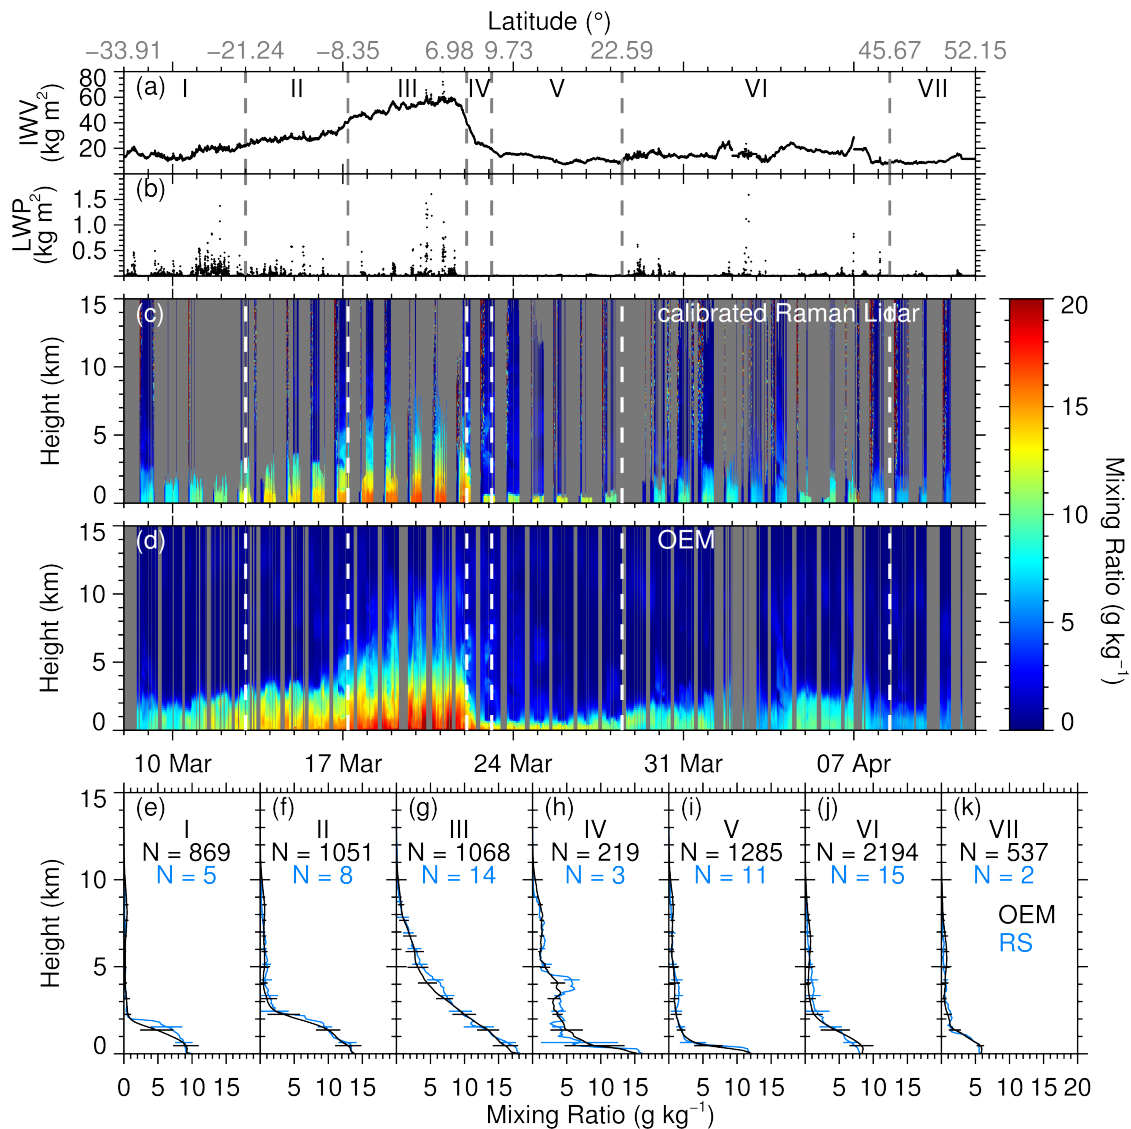 Latitude (°)
−33.91 −21.24 −8.35 6.98 9.73 22.59 45.67 52.15
(a) I II III IV V VI VII
80
60
40
20
IWV
(kg m²)
(b)
1.5
1.0
0.5
LWP
(kg m²)
(c) calibrated Raman Lidar
15
10
5
0
Height (km)
(d) OEM
15
10
5
0
Height (km)
10 Mar 17 Mar 24 Mar 31 Mar 07 Apr
20
15
10
5
0
Mixing Ratio (g kg⁻¹)
15
10
5
0
Height (km)
(e) (f) (g) (h) (i) (j) (k)
I II III IV V VI VII
N = 869 N = 1051 N = 1068 N = 219 N = 1285 N = 2194 N = 537
N = 5 N = 8 N = 14 N = 3 N = 11 N = 15 N = 2
OEM
RS
0 5 10 15 5 10 15 5 10 15 5 10 15 5 10 15 5 10 15 5 10 15 20
Mixing Ratio (g kg⁻¹)